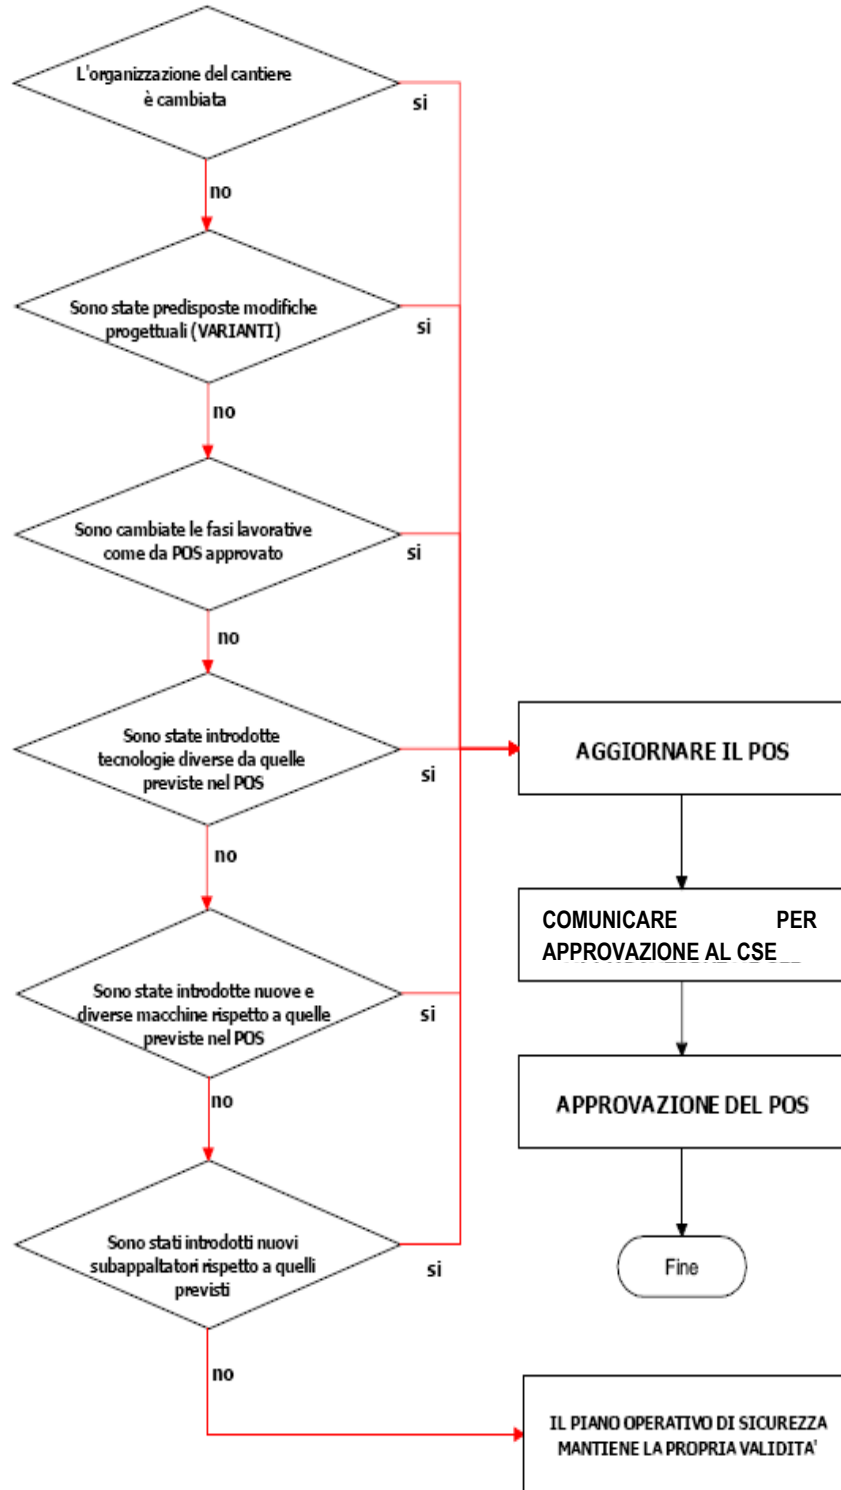 L'organizzazione del cantiere
è cambiata
si
no
Sono state predisposte modifiche
progettuali (VARIANTI)
si
no
Sono cambiate le fasi lavorative
come da POS approvato
si
no
Sono state introdotte
tecnologie diverse da quelle
previste nel POS
si
no
Sono state introdotte nuove e
diverse macchine rispetto a quelle
previste nel POS
si
no
Sono stati introdotti nuovi
subappaltatori rispetto a quelli
previsti
si
no
AGGIORNARE IL POS
COMUNICARE PER
APPROVAZIONE AL CSE
APPROVAZIONE DEL POS
Fine
IL PIANO OPERATIVO DI SICUREZZA
MANTIENE LA PROPRIA VALIDITA'